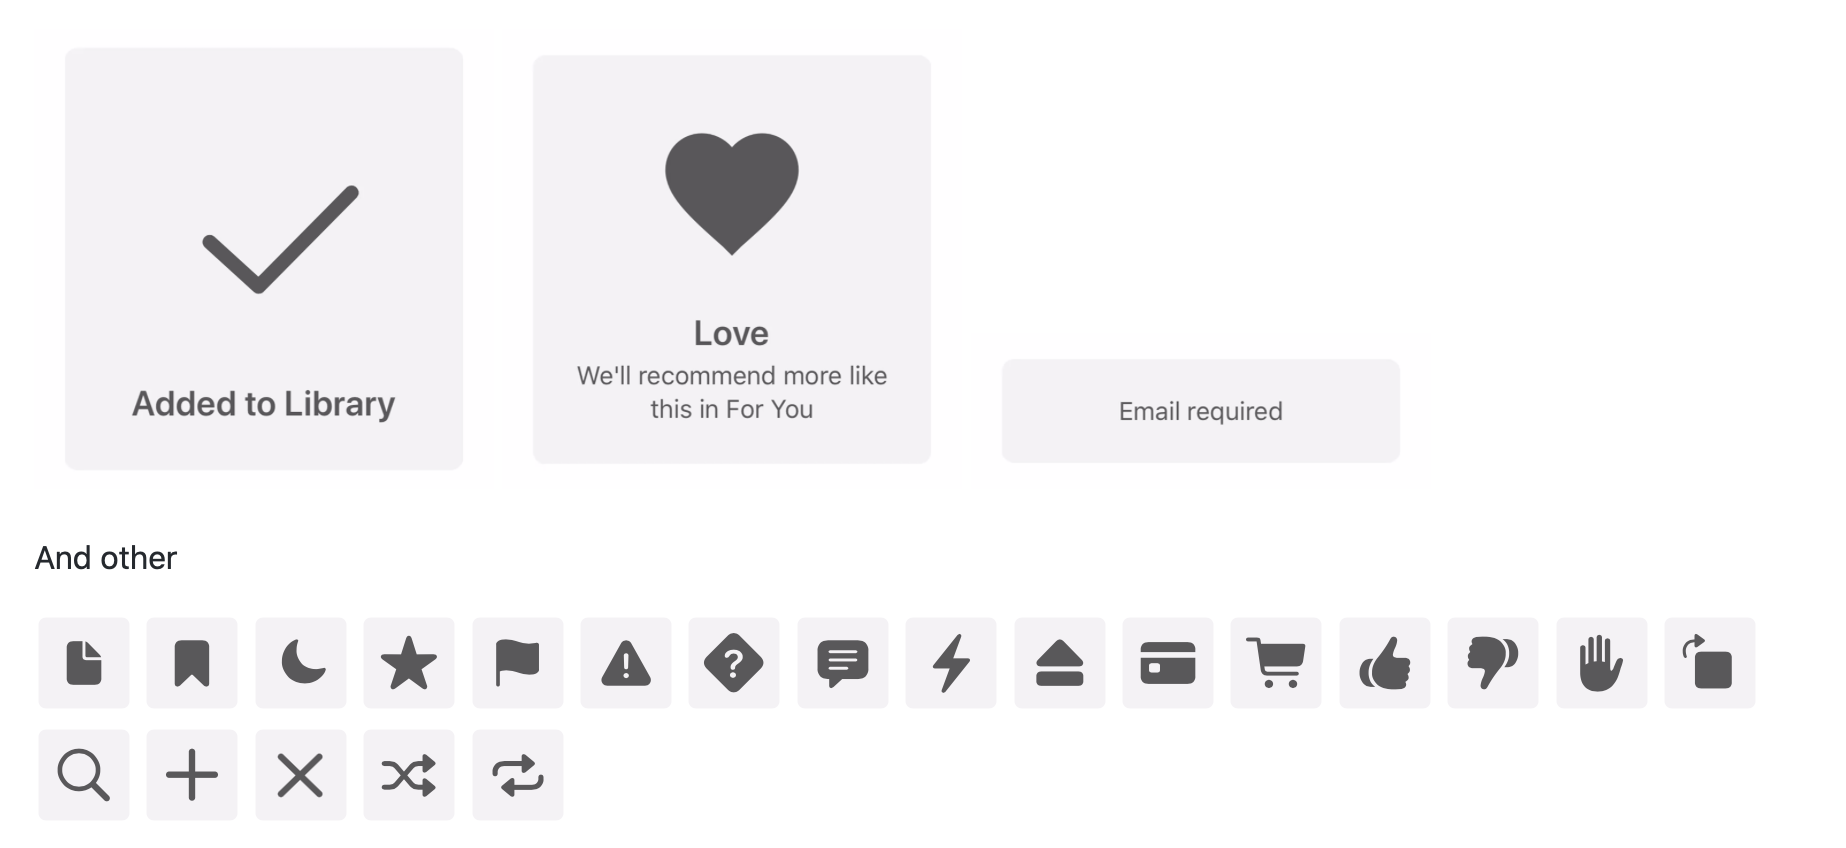 Added to Library
Love
We'll recommend more like
this in For You
Email required
And other